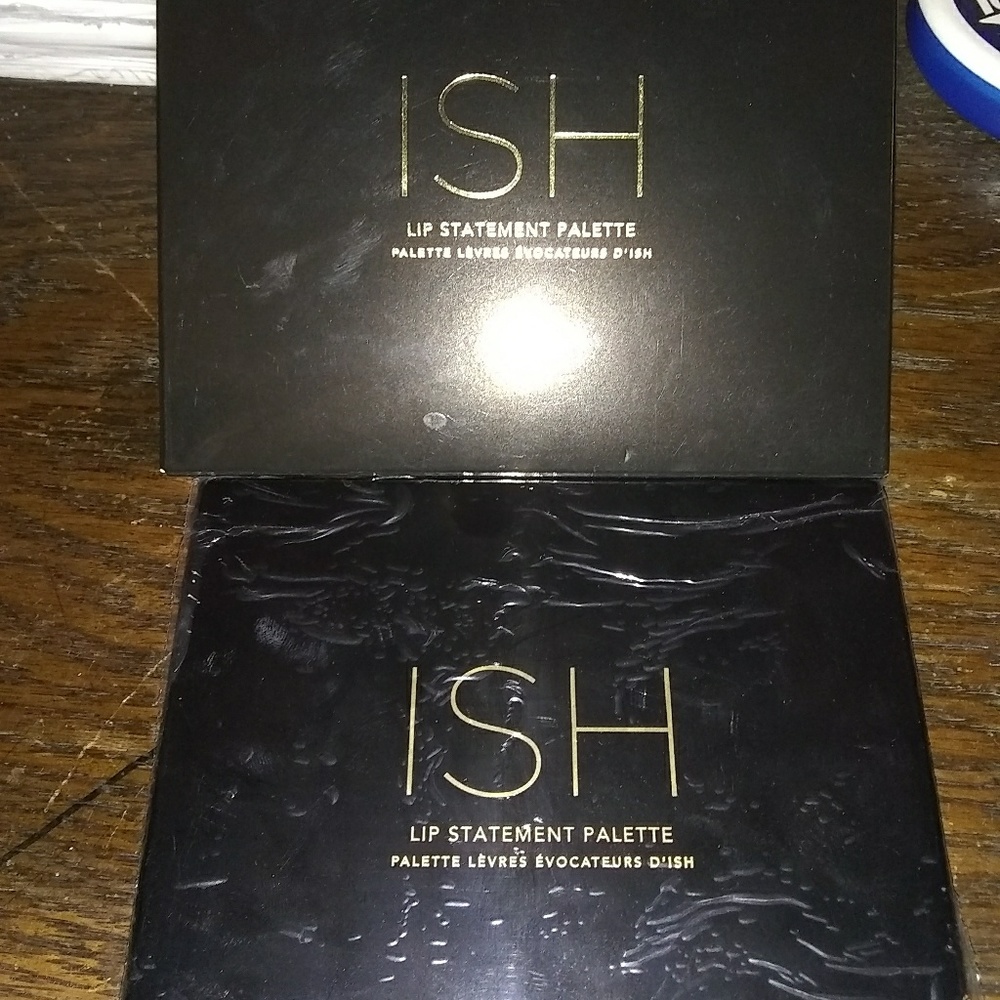 ISH
LIP STATEMENT PALETTE
PALETTE LÈVRES ÉVOCATEURS D'ISH
ISH
LIP STATEMENT PALETTE
PALETTE LÈVRES ÉVOCATEURS D'ISH